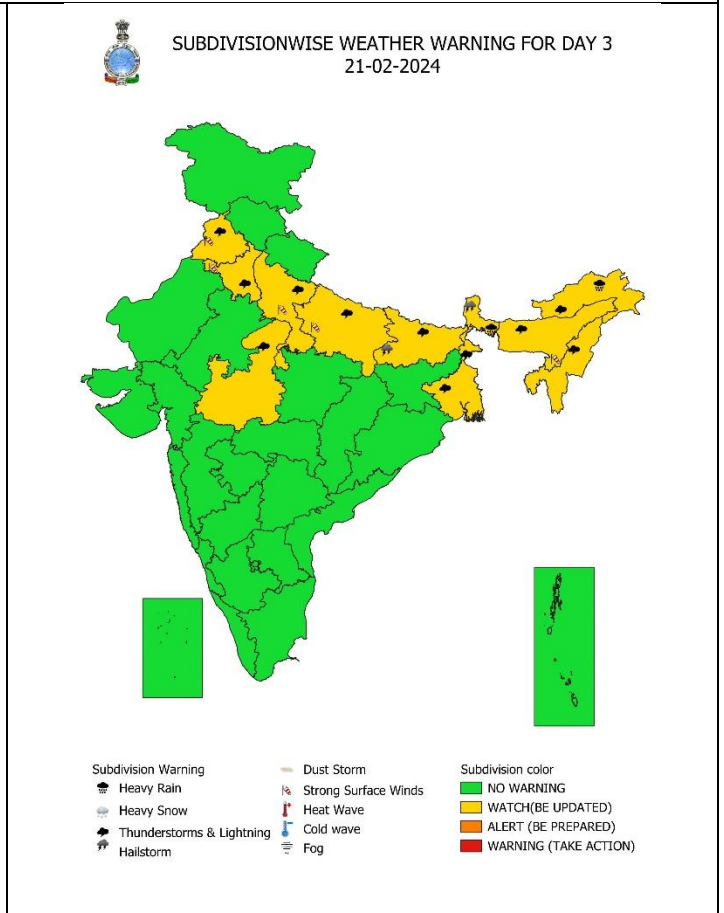 SUBDIVISIONWISE WEATHER WARNING FOR DAY 3
21-02-2024
Subdivision Warning
Heavy Rain
Heavy Snow
Thunderstorms & Lightning
Hailstorm
Dust Storm
Strong Surface Winds
Heat Wave
Cold wave
Fog
Subdivision color
NO WARNING
WATCH(BE UPDATED)
ALERT (BE PREPARED)
WARNING (TAKE ACTION)